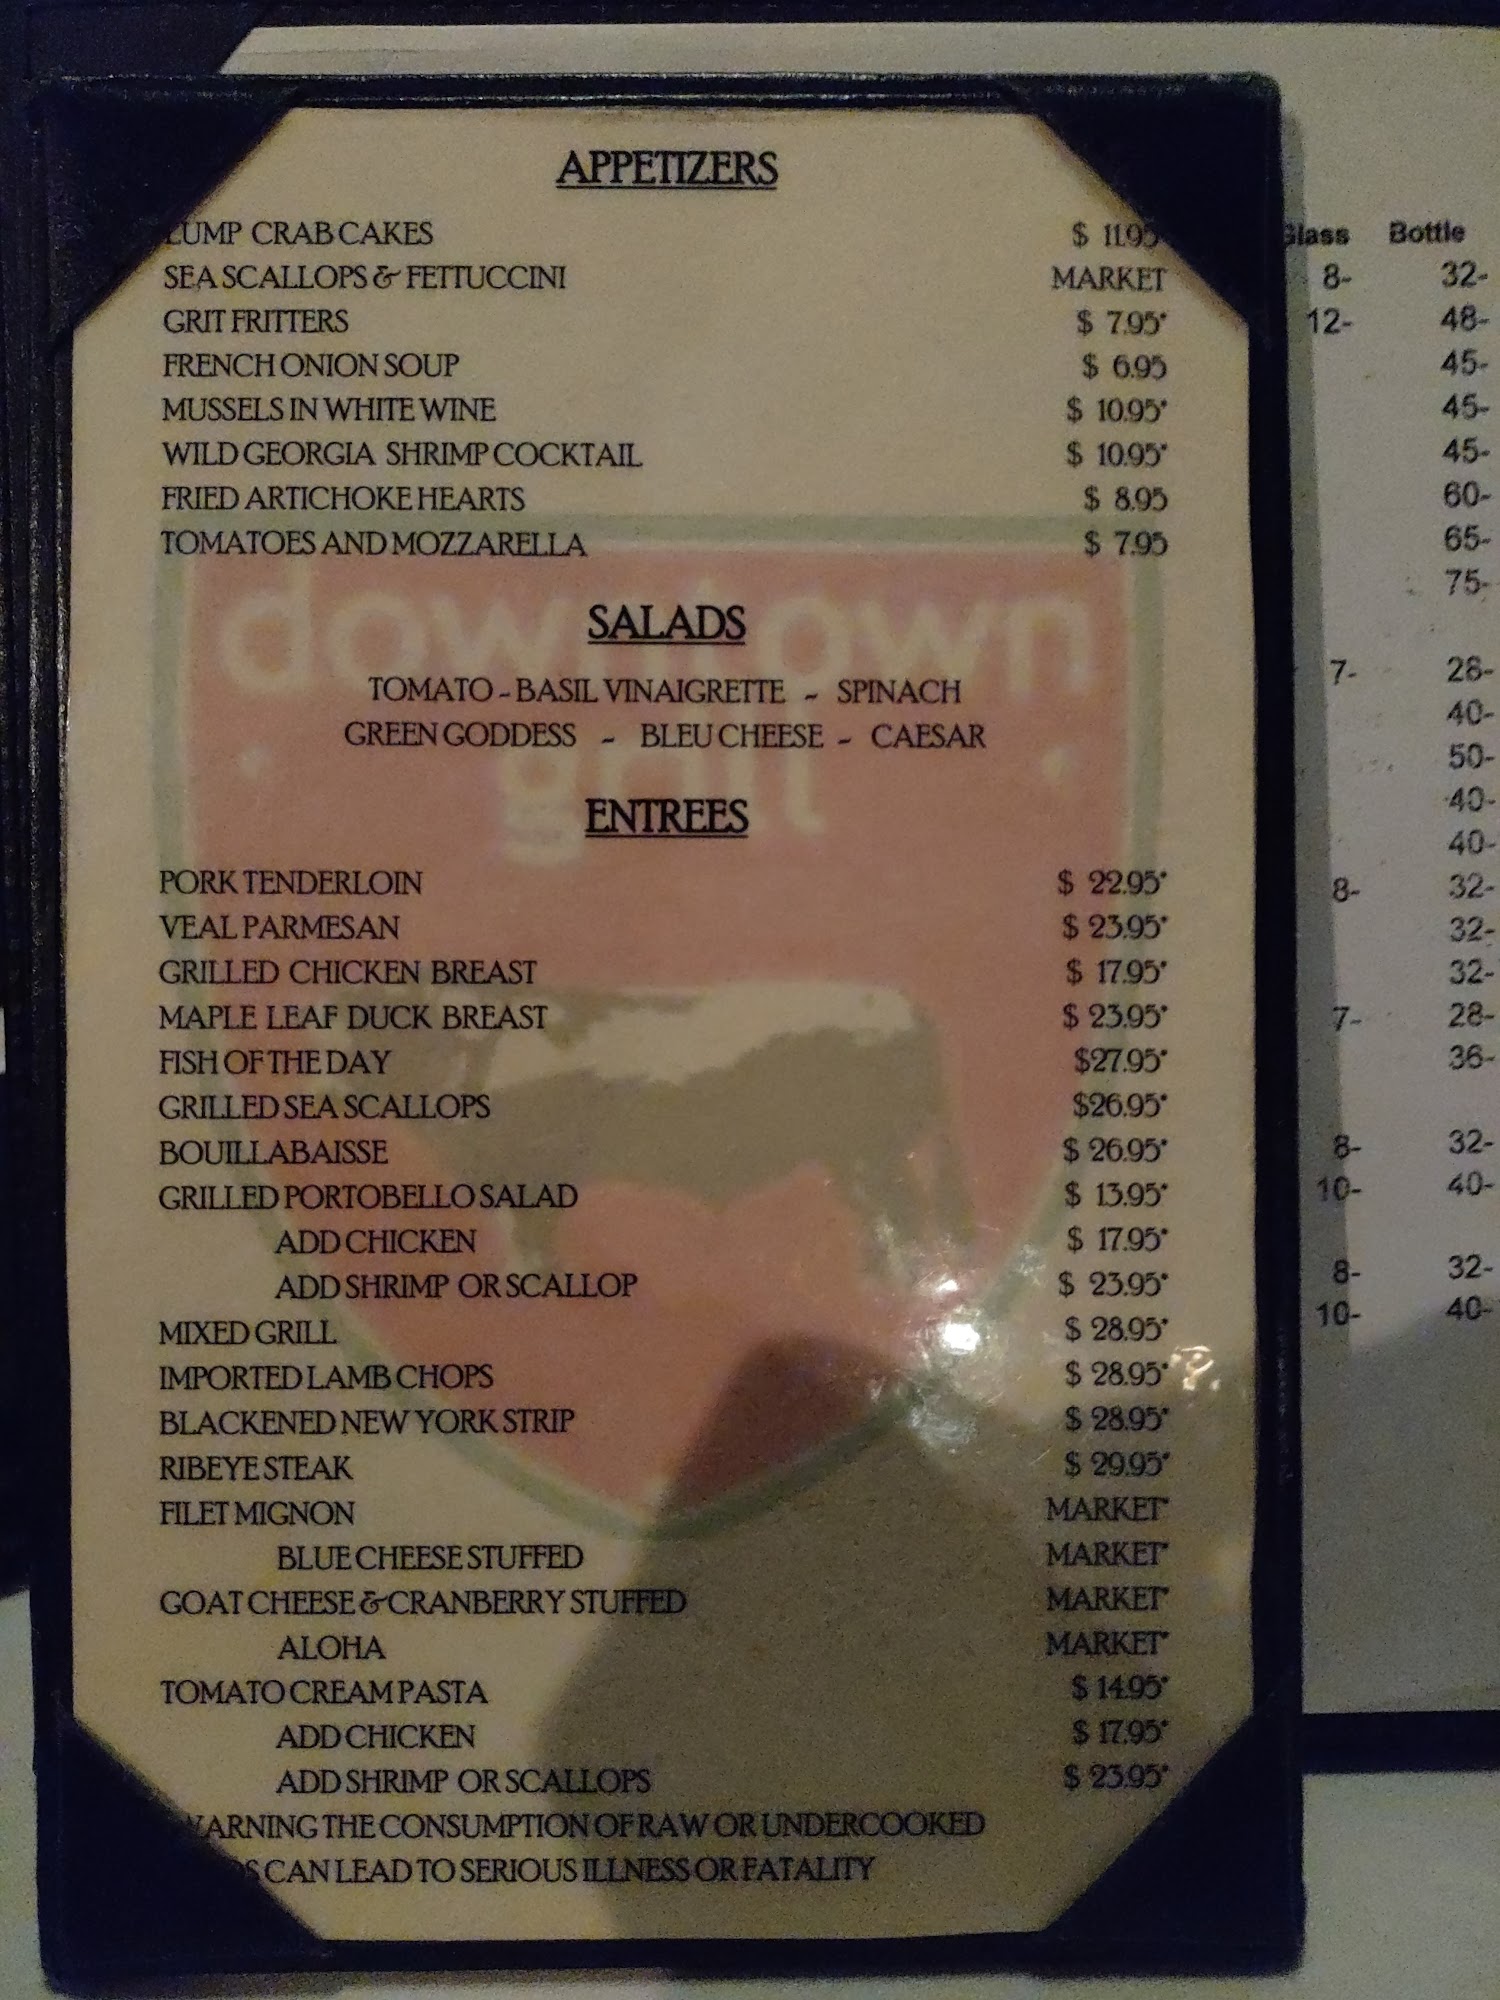 APPETIZERS
LUMP CRAB CAKES $ 11.95
SEA SCALLOPS & FETTUCCINI MARKET
GRIT FRITTERS $ 7.95*
FRENCH ONION SOUP $ 6.95
MUSSELS IN WHITE WINE $ 10.95*
WILD GEORGIA SHRIMP COCKTAIL $ 10.95*
FRIED ARTICHOKE HEARTS $ 8.95
TOMATOES AND MOZZARELLA $ 7.95
downtown
SALADS
TOMATO-BASIL VINAIGRETTE - SPINACH
GREEN GODDESS - BLEU CHEESE - CAESAR
grill
ENTREES
PORK TENDERLOIN $ 22.95*
VEAL PARMESAN $ 23.95*
GRILLED CHICKEN BREAST $ 17.95*
MAPLE LEAF DUCK BREAST $ 23.95*
FISH OF THE DAY $27.95*
GRILLED SEA SCALLOPS $26.95*
BOUILLABAISSE $ 26.95*
GRILLED PORTOBELLO SALAD $ 13.95*
ADD CHICKEN $ 17.95*
ADD SHRIMP OR SCALLOP $ 23.95*
MIXED GRILL $ 28.95*
IMPORTED LAMB CHOPS $ 28.95*
BLACKENED NEW YORK STRIP $ 28.95*
RIBEYE STEAK $ 29.95*
FILET MIGNON MARKET*
BLUE CHEESE STUFFED MARKET*
GOAT CHEESE & CRANBERRY STUFFED MARKET*
ALOHA MARKET*
TOMATO CREAM PASTA $ 14.95*
ADD CHICKEN $ 17.95*
ADD SHRIMP OR SCALLOPS $ 23.95*
WARNING THE CONSUMPTION OF RAW OR UNDERCOOKED
CAN LEAD TO SERIOUS ILLNESS OR FATALITY
Glass Bottle
8- 32-
12- 48-
45-
45-
45-
60-
65-
75-
7- 28-
40-
50-
40-
40-
8- 32-
32-
32-
7- 28-
36-
8- 32-
10- 40-
8- 32-
10- 40-